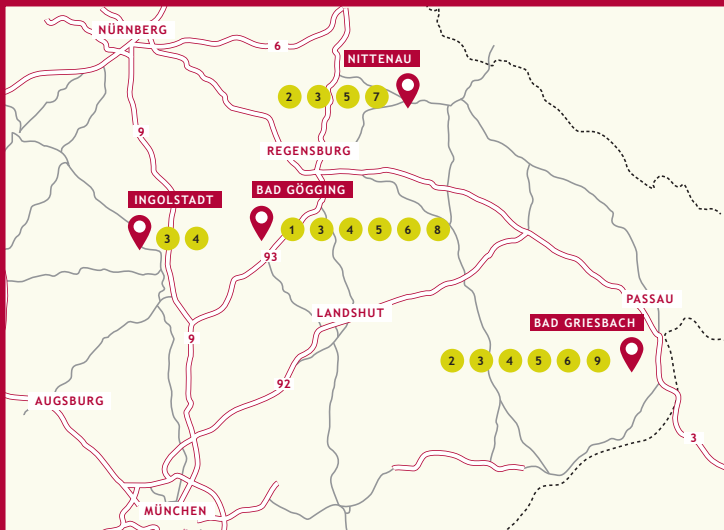 NÜRNBERG
6
NITTENAU
2 3 5 7
9
REGENSBURG
INGOLSTADT
BAD GÖGGING
3 4
1 3 4 5 6 8
93
PASSAU
LANDSHUT
BAD GRIESBACH
9
2 3 4 5 6 9
92
AUGSBURG
3
MÜNCHEN